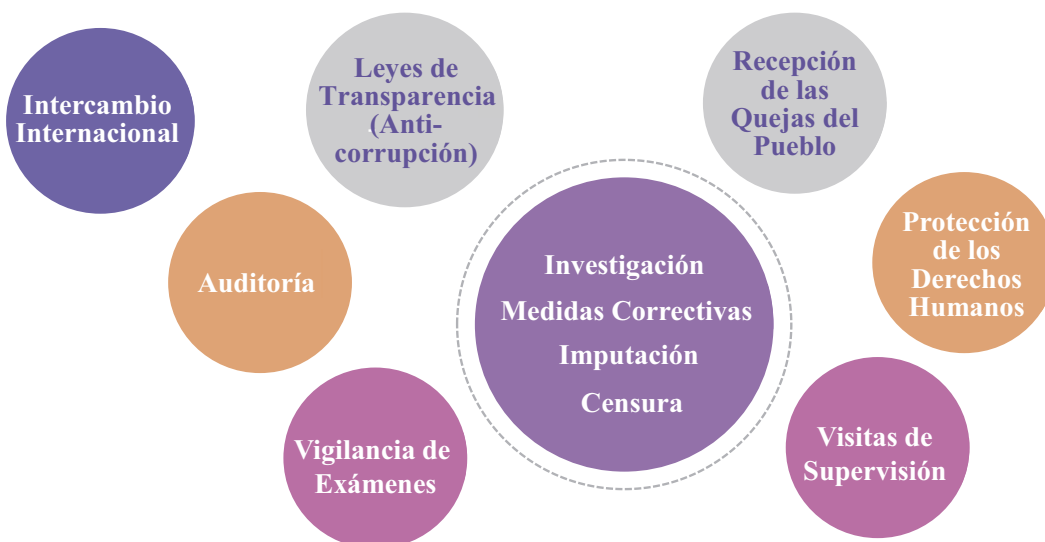 Intercambio
Internacional
Leyes de
Transparencia
(Anti-
corrupción)
Recepción
de las
Quejas del
Pueblo
Auditoría
Investigación
Medidas Correctivas
Imputación
Censura
Protección
de los
Derechos
Humanos
Vigilancia de
Exámenes
Visitas de
Supervisión